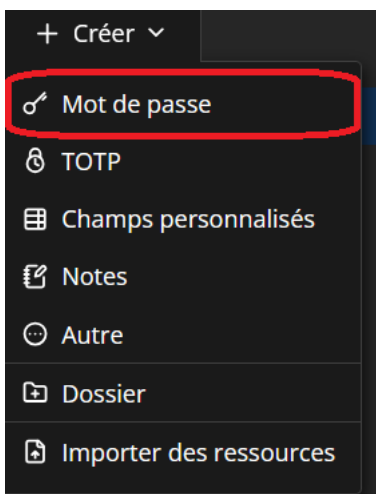 + Créer
Mot de passe
TOTP
Champs personnalisés
Notes
Autre
Dossier
Importer des ressources